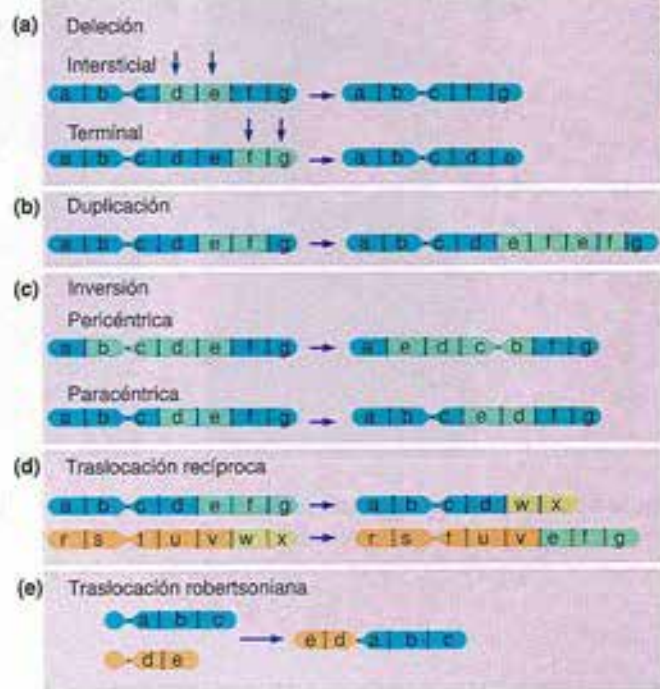 (a) Deleción
Intersticial
a b c d e f g a b c f g
Terminal
a b c d e f g a b c d e
(b) Duplicación
a b c d e f g a b c d e f e f g
(c) Inversión
Pericéntrica
a b c d e f g a e d c b f g
Paracéntrica
a b c d e f g a b c e d f g
(d) Traslocación recíproca
a b c d e f g a b c d w x
r s t u v w x r s t u v e f g
(e) Traslocación robertsoniana
a b c
e d a b c
d e